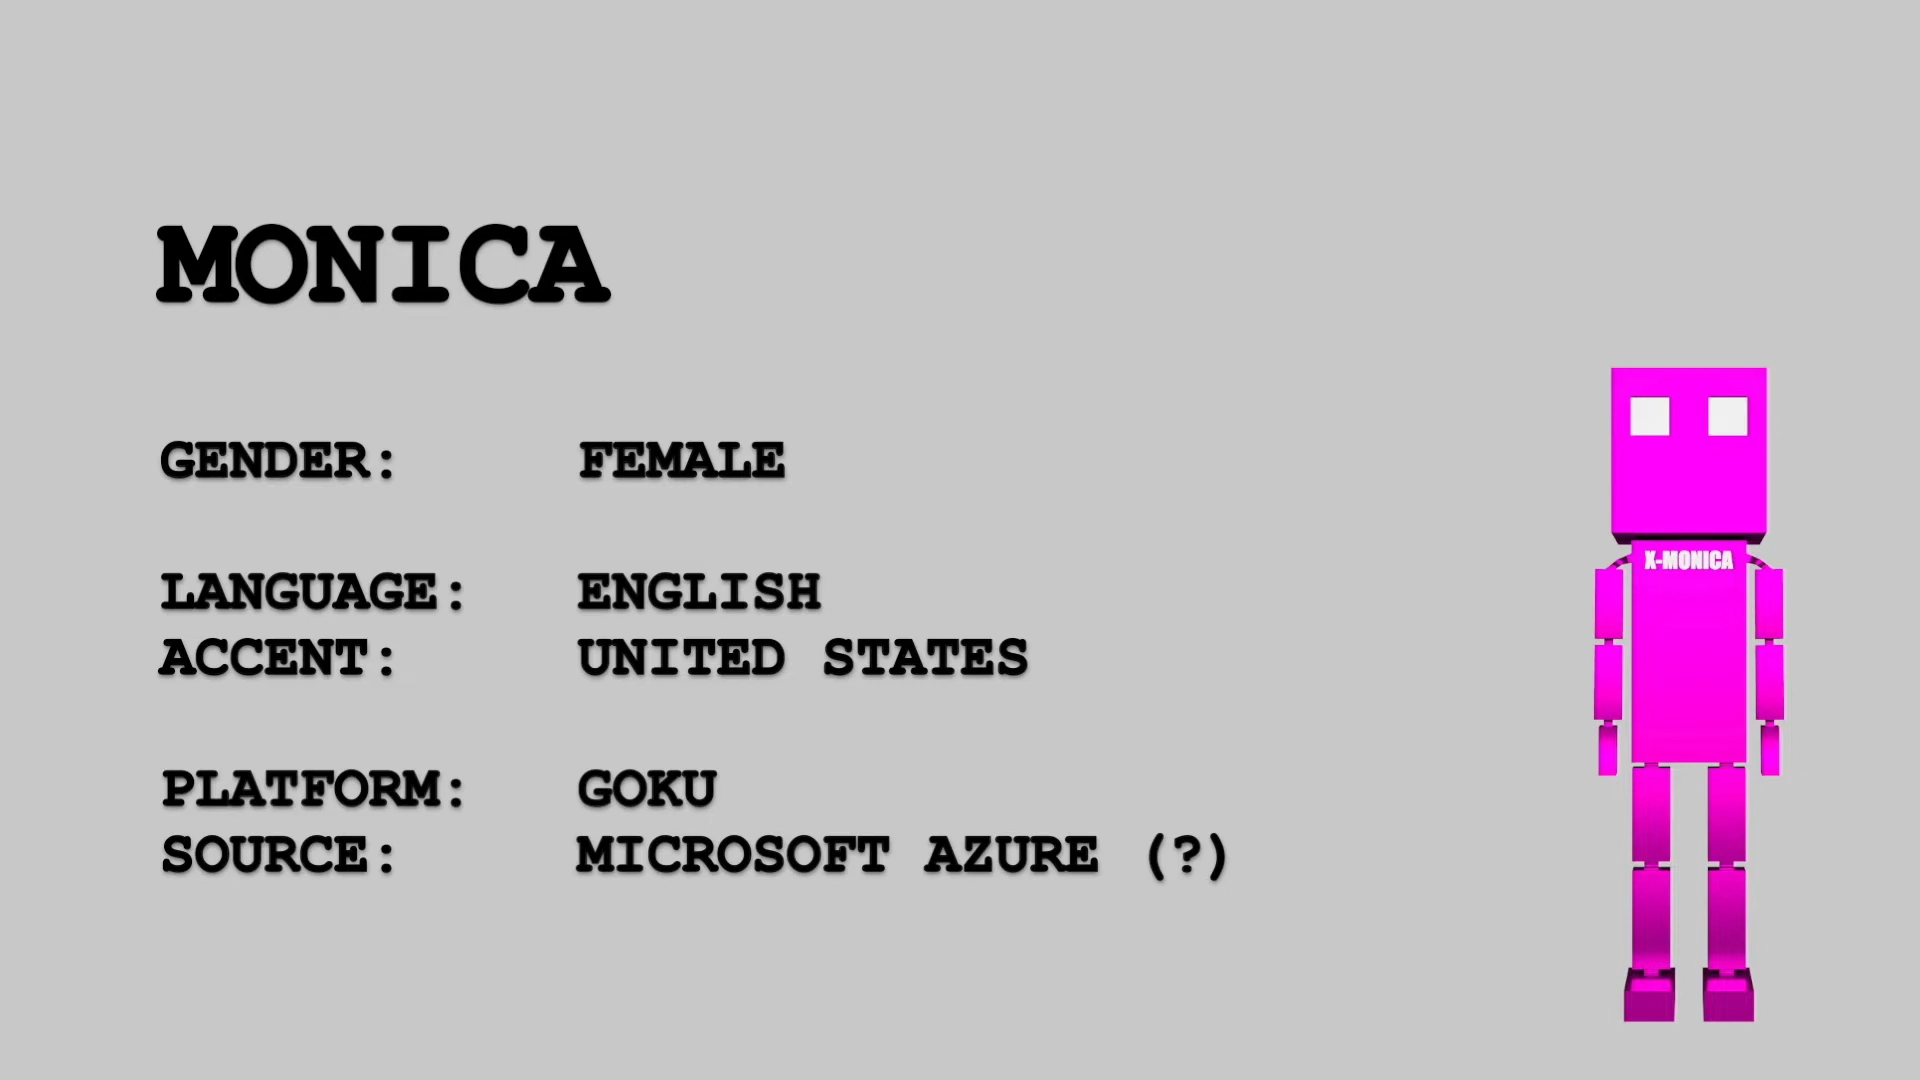 MONICA
GENDER: FEMALE
LANGUAGE: ENGLISH
ACCENT: UNITED STATES
PLATFORM: GOKU
SOURCE: MICROSOFT AZURE (?)
X-MONICA